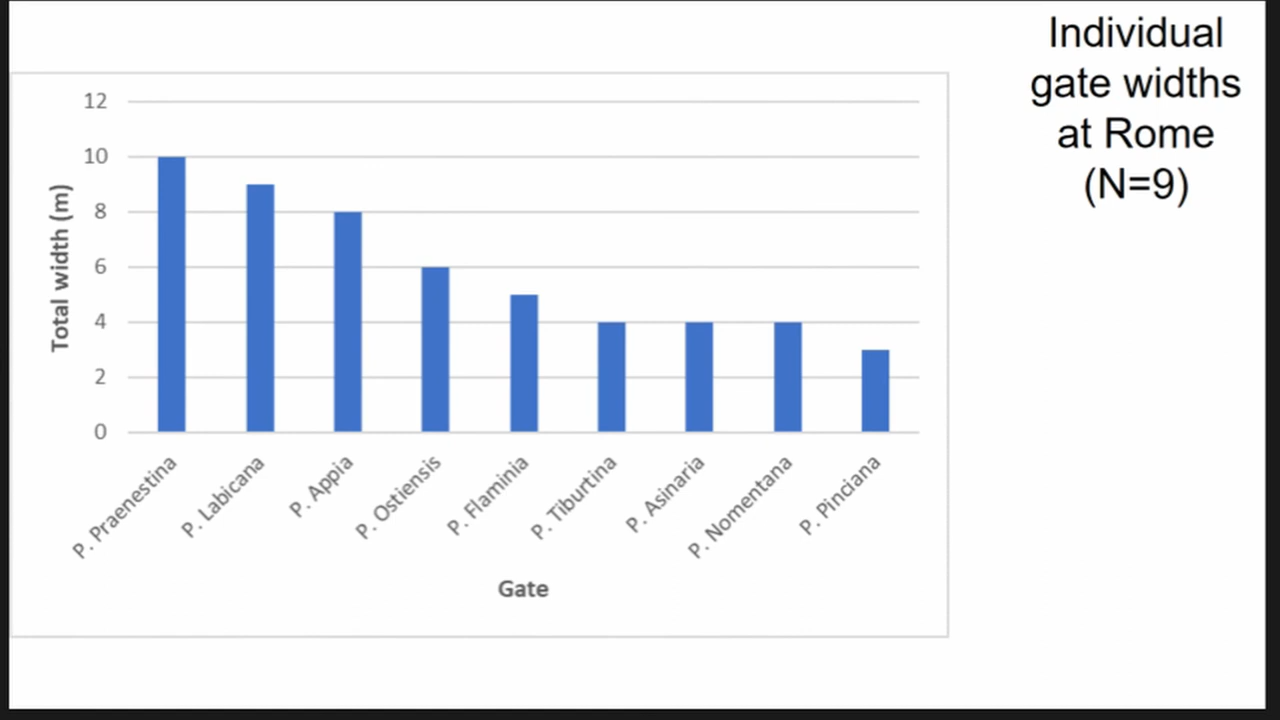 Individual
gate widths
at Rome
(N=9)
12
10
8
6
4
2
0
Total width (m)
P. Praenestina
P. Labicana
P. Appia
P. Ostiensis
P. Flaminia
P. Tiburtina
P. Asinaria
P. Nomentana
P. Pinciana
Gate